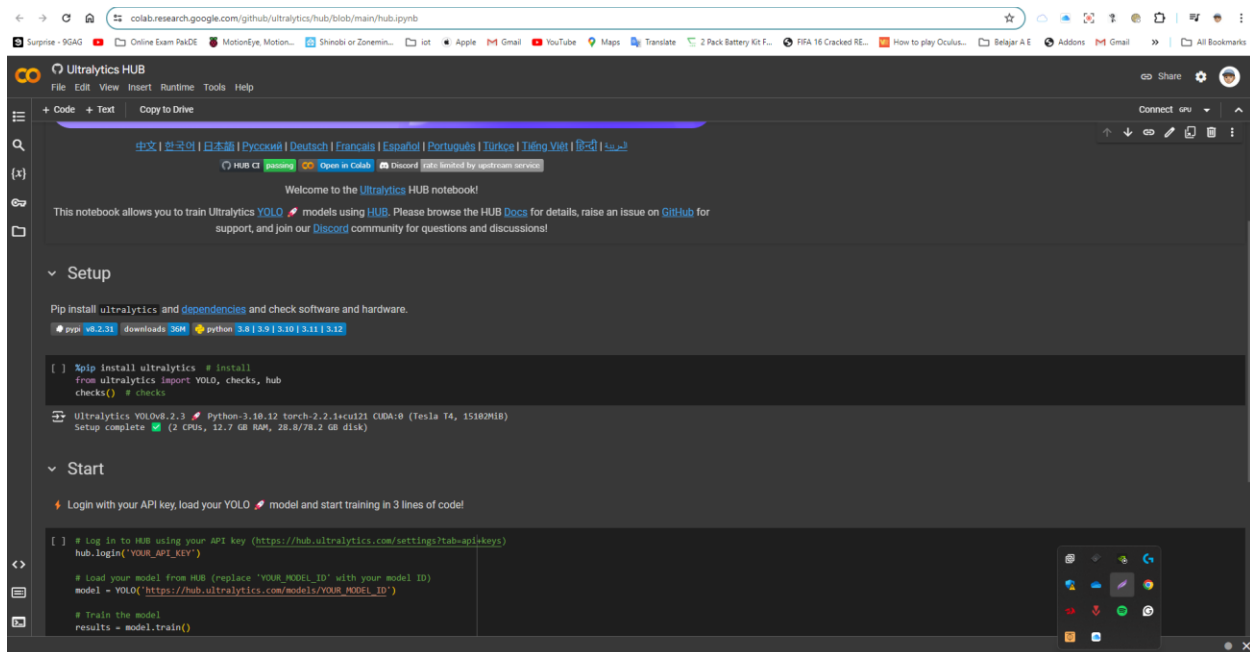 colab.research.google.com/github/ultralytics/hub/blob/main/hub.ipynb
Surprise - 9GAG Online Exam PakDE MotionEye, Motion... Shinobi or Zonemin... iot Apple Gmail YouTube Maps Translate 2 Pack Battery Kit F... FIFA 16 Cracked RE... How to play Oculus... Belajar A E Addons Gmail » All Bookmarks
CO Ultralytics HUB
File Edit View Insert Runtime Tools Help
Share
+ Code + Text Copy to Drive
Connect GPU
中文 | 한국어 | 日本語 | Русский | Deutsch | Français | Español | Português | Türkçe | Tiếng Việt | हिन्दी | العربية
HUB CI passing Open in Colab Discord rate limited by upstream service
Welcome to the Ultralytics HUB notebook!
This notebook allows you to train Ultralytics YOLO 🚀 models using HUB. Please browse the HUB Docs for details, raise an issue on GitHub for
support, and join our Discord community for questions and discussions!
Setup
Pip install ultralytics and dependencies and check software and hardware.
pypi v8.2.31 downloads 36M python 3.8 | 3.9 | 3.10 | 3.11 | 3.12
[ ] %pip install ultralytics # install
from ultralytics import YOLO, checks, hub
checks() # checks
Ultralytics YOLOv8.2.3 🚀 Python-3.10.12 torch-2.2.1+cu121 CUDA:0 (Tesla T4, 15102MiB)
Setup complete ✅ (2 CPUs, 12.7 GB RAM, 28.8/78.2 GB disk)
Start
⚡ Login with your API key, load your YOLO 🚀 model and start training in 3 lines of code!
[ ] # Log in to HUB using your API key (https://hub.ultralytics.com/settings?tab=api+keys)
hub.login('YOUR_API_KEY')
# Load your model from HUB (replace 'YOUR_MODEL_ID' with your model ID)
model = YOLO('https://hub.ultralytics.com/models/YOUR_MODEL_ID')
# Train the model
results = model.train()